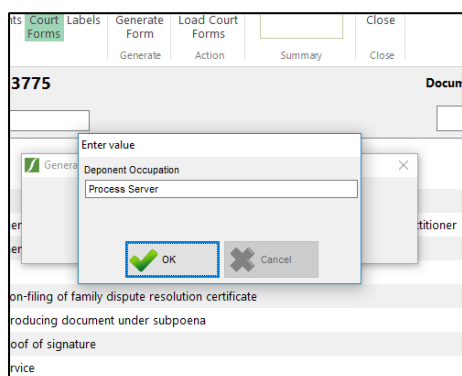 nts Court Labels Generate Load Court Close
Forms Form Forms
Generate Action Summary Close
3775 Docum
Enter value
Genera
Deponent Occupation
Process Server
er titioner
er
OK Cancel
on-filing of family dispute resolution certificate
roducing document under subpoena
oof of signature
rvice